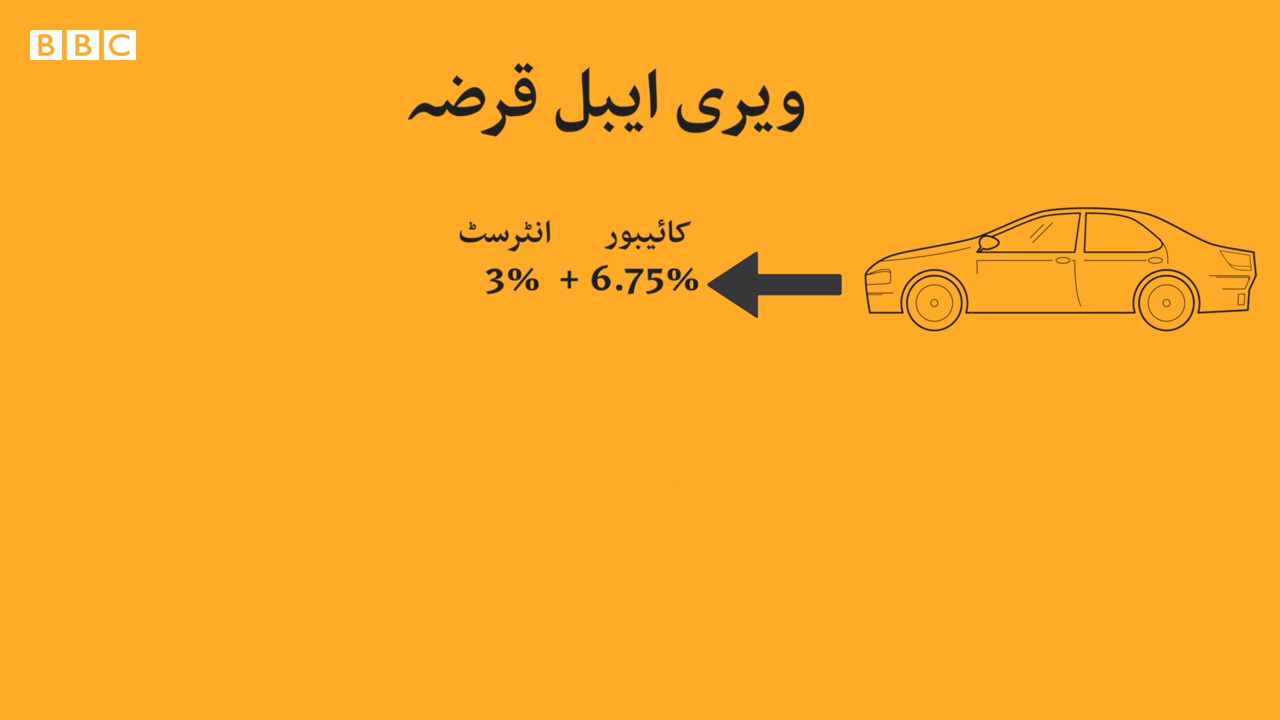 BBC
ویری ایبل قرضہ
کائیبور انٹرسٹ
3% + 6.75%